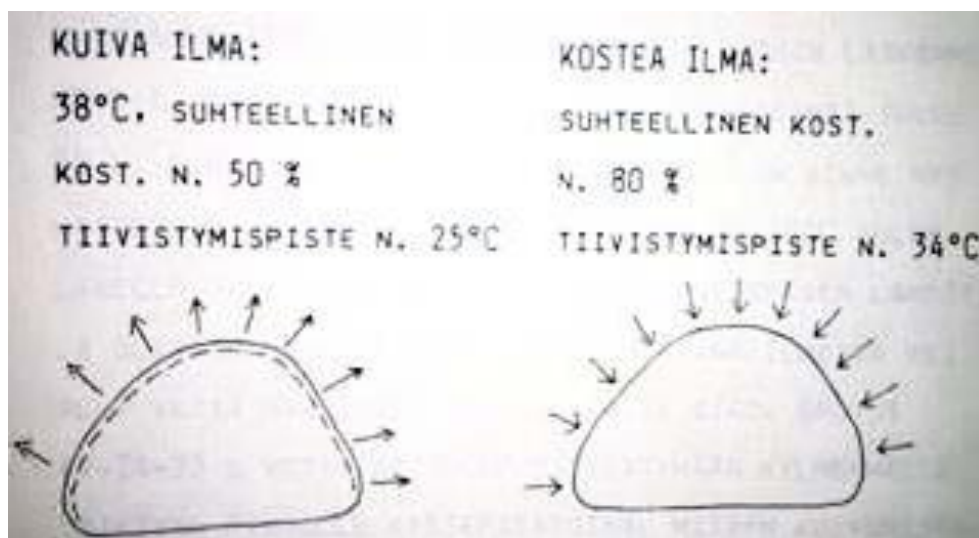 KUIVA ILMA:
38°C. SUHTEELLINEN
KOST. N. 50 %
TIIVISTYMISPISTE N. 25°C
KOSTEA ILMA:
SUHTEELLINEN KOST.
N. 80 %
TIIVISTYMISPISTE N. 34°C